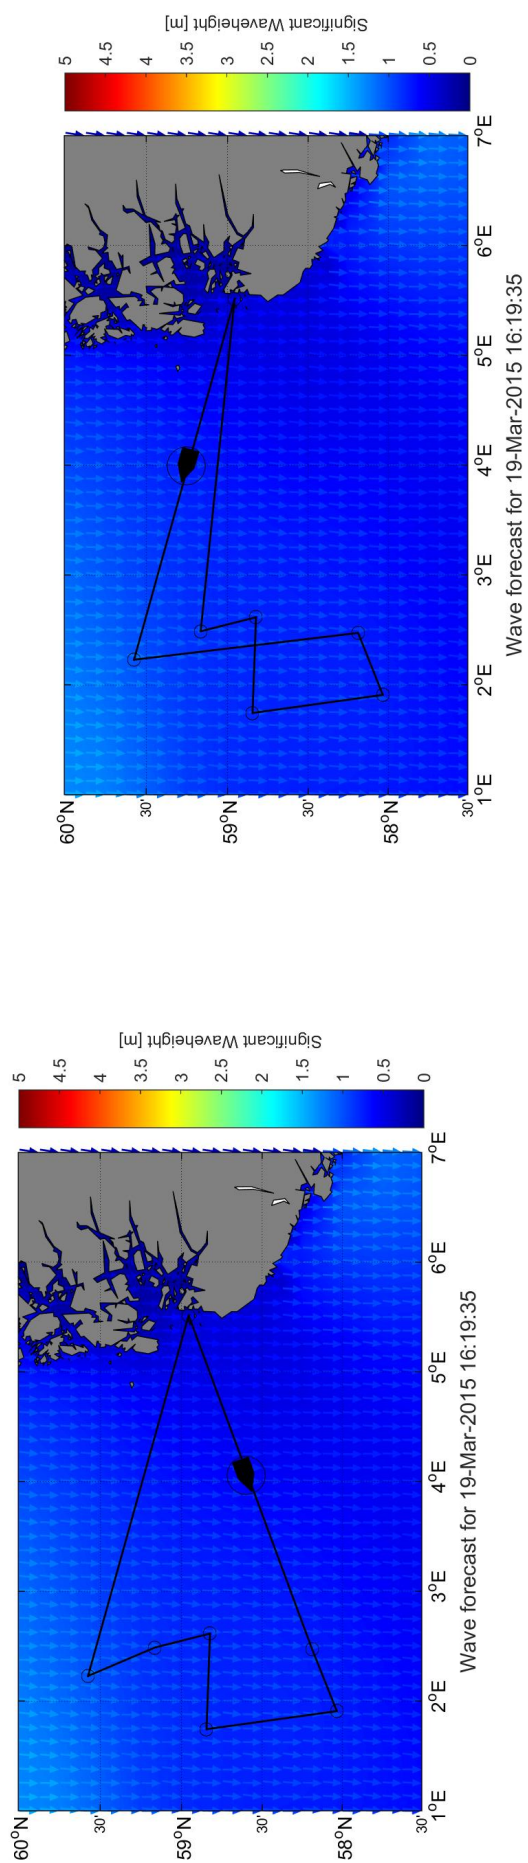 Significant Waveheight [m]
5
4.5
4
3.5
3
2.5
2
1.5
1
0.5
0
60°N
30'
59°N
30'
58°N
30'
1°E
2°E
3°E
4°E
5°E
6°E
7°E
Wave forecast for 19-Mar-2015 16:19:35
Significant Waveheight [m]
5
4.5
4
3.5
3
2.5
2
1.5
1
0.5
0
60°N
30'
59°N
30'
58°N
30'
1°E
2°E
3°E
4°E
5°E
6°E
7°E
Wave forecast for 19-Mar-2015 16:19:35